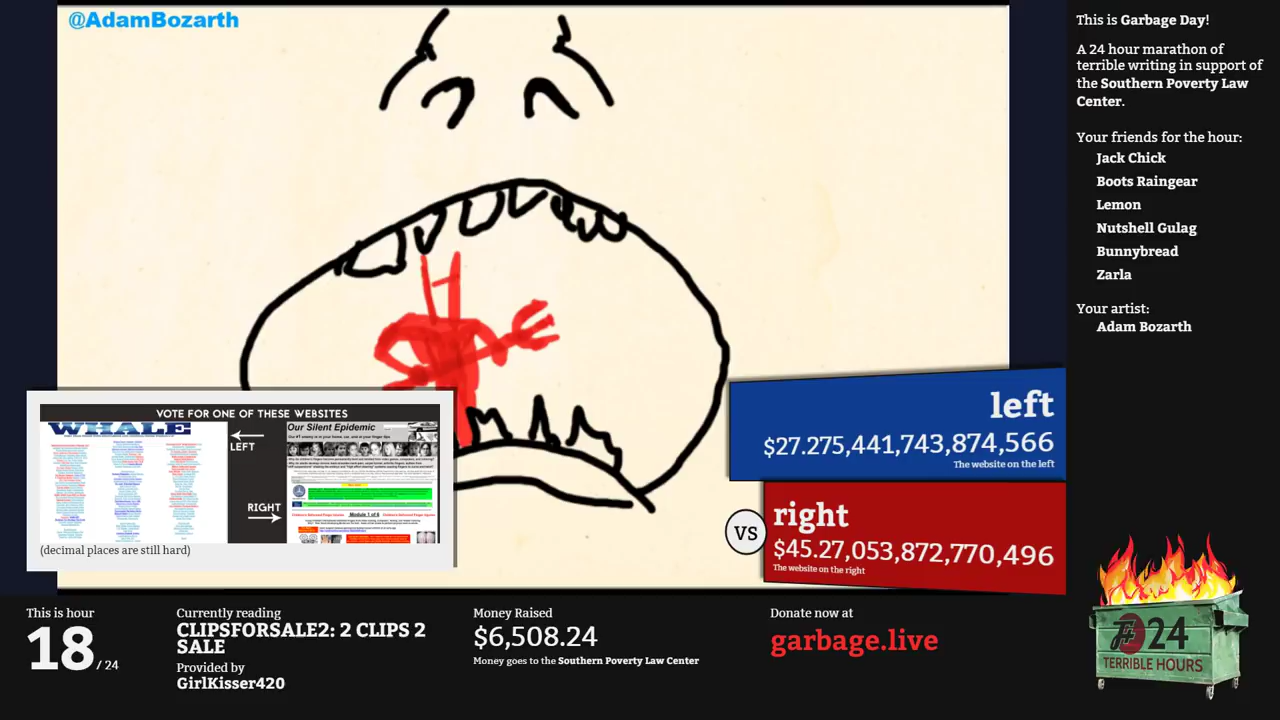 @AdamBozarth
This is Garbage Day!
A 24 hour marathon of
terrible writing in support of
the Southern Poverty Law
Center.
Your friends for the hour:
Jack Chick
Boots Raingear
Lemon
Nutshell Gulag
Bunnybread
Zarla
Your artist:
Adam Bozarth
VOTE FOR ONE OF THESE WEBSITES
WHALE
LEFT
RIGHT
Our Silent Epidemic
Module 1 of 6
(decimal places are still hard)
left
$27.275,441,743,874,566
The website on the left
VS
right
$45.27,053,872,770,496
The website on the right
This is hour
18 / 24
Currently reading
CLIPSFORSALE2: 2 CLIPS 2
SALE
Provided by
GirlKisser420
Money Raised
$6,508.24
Money goes to the Southern Poverty Law Center
Donate now at
garbage.live
24
TERRIBLE HOURS